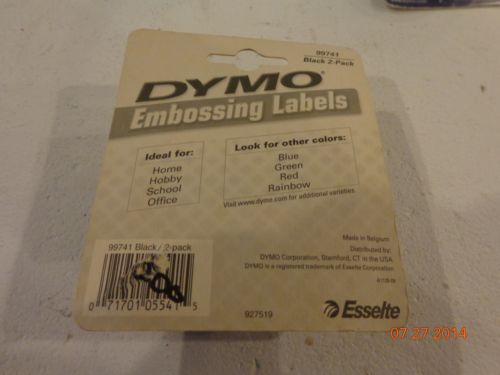 99741
Black 2-Pack
DYMO®
Embossing Labels
Ideal for:
Home
Hobby
School
Office
Look for other colors:
Blue
Green
Red
Rainbow
Visit www.dymo.com for additional varieties.
99741 Black/ 2-pack
0 71701 05541 5
Made in Belgium
Distributed by:
DYMO Corporation, Stamford, CT in the USA
DYMO is a registered trademark of Esselte Corporation
927519
Esselte
07 27 2014